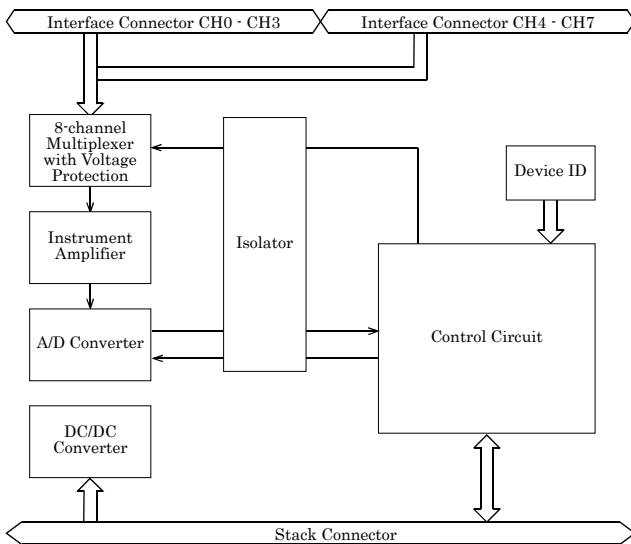 Interface Connector CH0 - CH3
Interface Connector CH4 - CH7
8-channel
Multiplexer
with Voltage
Protection
Device ID
Instrument
Amplifier
Isolator
A/D Converter
Control Circuit
DC/DC
Converter
Stack Connector